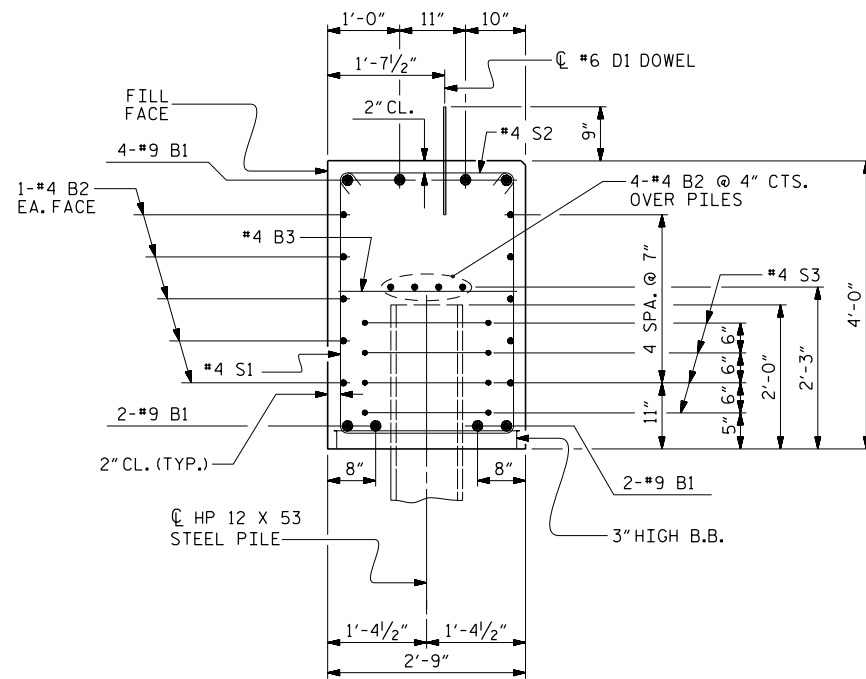 1'-0"
11"
10"
1'-7½"
℄ #6 D1 DOWEL
FILL
FACE
2" CL.
9"
#4 S2
4-#9 B1
4-#4 B2 @ 4" CTS.
OVER PILES
1-#4 B2
EA. FACE
#4 B3
#4 S3
4 SPA. @ 7"
4'-0"
6"
6"
6"
5"
2'-0"
2'-3"
#4 S1
11"
2-#9 B1
2" CL. (TYP.)
8"
8"
2-#9 B1
℄ HP 12 X 53
STEEL PILE
3" HIGH B.B.
1'-4½"
1'-4½"
2'-9"